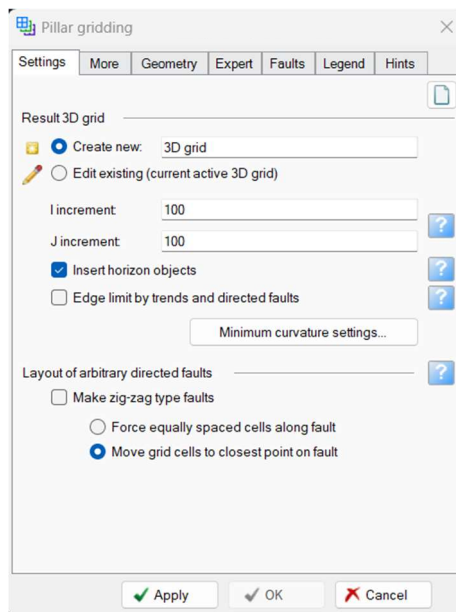 Pillar gridding
Settings More Geometry Expert Faults Legend Hints
Result 3D grid
Create new: 3D grid
Edit existing (current active 3D grid)
I increment: 100
?
J increment: 100
Insert horizon objects ?
Edge limit by trends and directed faults ?
Minimum curvature settings...
Layout of arbitrary directed faults ?
Make zig-zag type faults
Force equally spaced cells along fault
Move grid cells to closest point on fault
Apply OK Cancel